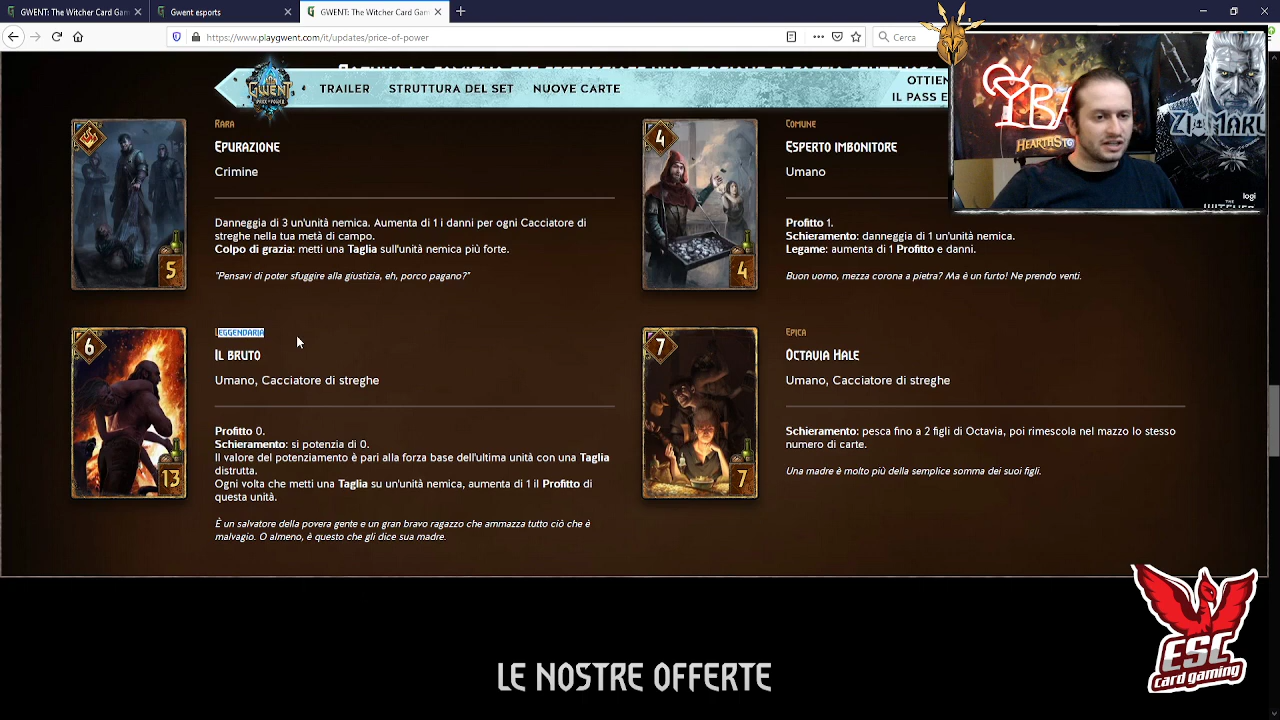 GWENT: The Witcher Card Gam
Gwent esports
GWENT: The Witcher Card Gam
https://www.playgwent.com/it/updates/price-of-power
Cerca
GWENT
TRAILER
STRUTTURA DEL SET
NUOVE CARTE
OTTIEN
IL PASS E
Rara
Epurazione
Crimine
Danneggia di 3 un'unità nemica. Aumenta di 1 i danni per ogni Cacciatore di
streghe nella tua metà di campo.
Colpo di grazia: metti una Taglia sull'unità nemica più forte.
"Pensavi di poter sfuggire alla giustizia, eh, porco pagano?"
5
4
Comune
Esperto imbonitore
Umano
Profitto 1.
Schieramento: danneggia di 1 un'unità nemica.
Legame: aumenta di 1 Profitto e danni.
Buon uomo, mezza corona a pietra? Ma è un furto! Ne prendo venti.
4
6
Leggendaria
Il bruto
Umano, Cacciatore di streghe
Profitto 0.
Schieramento: si potenzia di 0.
Il valore del potenziamento è pari alla forza base dell'ultima unità con una Taglia
distrutta.
Ogni volta che metti una Taglia su un'unità nemica, aumenta di 1 il Profitto di
questa unità.
È un salvatore della povera gente e un gran bravo ragazzo che ammazza tutto ciò che è
malvagio. O almeno, è questo che gli dice sua madre.
13
7
Epica
Octavia Hale
Umano, Cacciatore di streghe
Schieramento: pesca fino a 2 figli di Octavia, poi rimescola nel mazzo lo stesso
numero di carte.
Una madre è molto più della semplice somma dei suoi figli.
7
LE NOSTRE OFFERTE
HEARTHSTO
logi
THE
WITCHER
ESC
card gaming